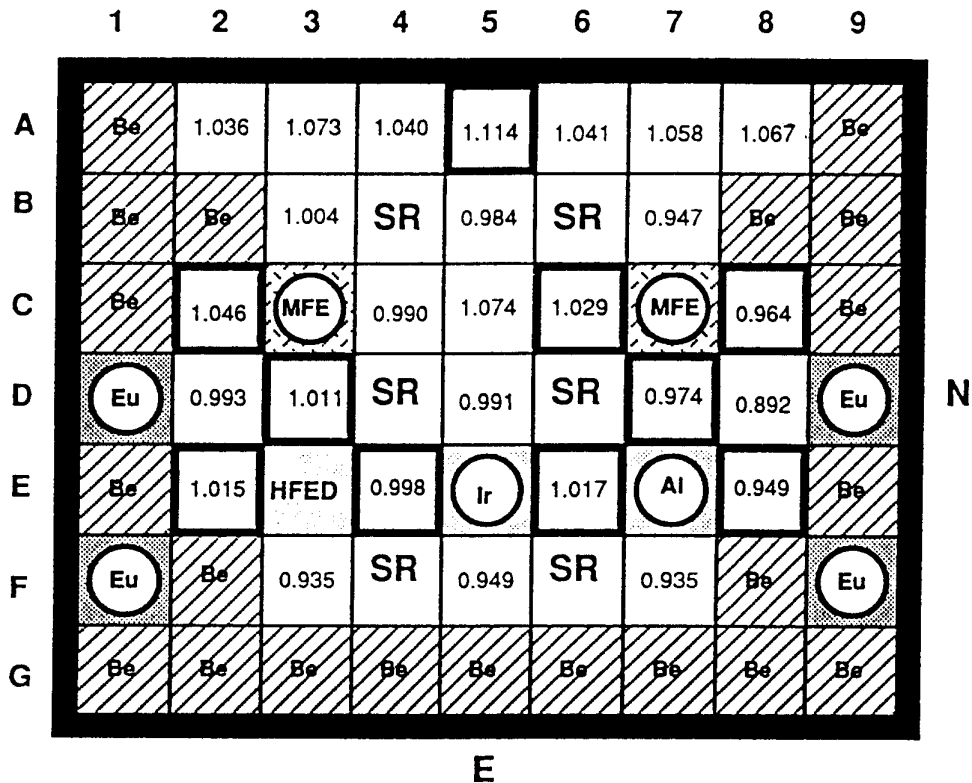 1 2 3 4 5 6 7 8 9
A Be 1.036 1.073 1.040 1.114 1.041 1.058 1.067 Be
B Be Be 1.004 SR 0.984 SR 0.947 Be Be
C Be 1.046 MFE 0.990 1.074 1.029 MFE 0.964 Be
D Eu 0.993 1.011 SR 0.991 SR 0.974 0.892 Eu N
E Be 1.015 HFED 0.998 Ir 1.017 Al 0.949 Be
F Eu Be 0.935 SR 0.949 SR 0.935 Be Eu
G Be Be Be Be Be Be Be Be Be
E